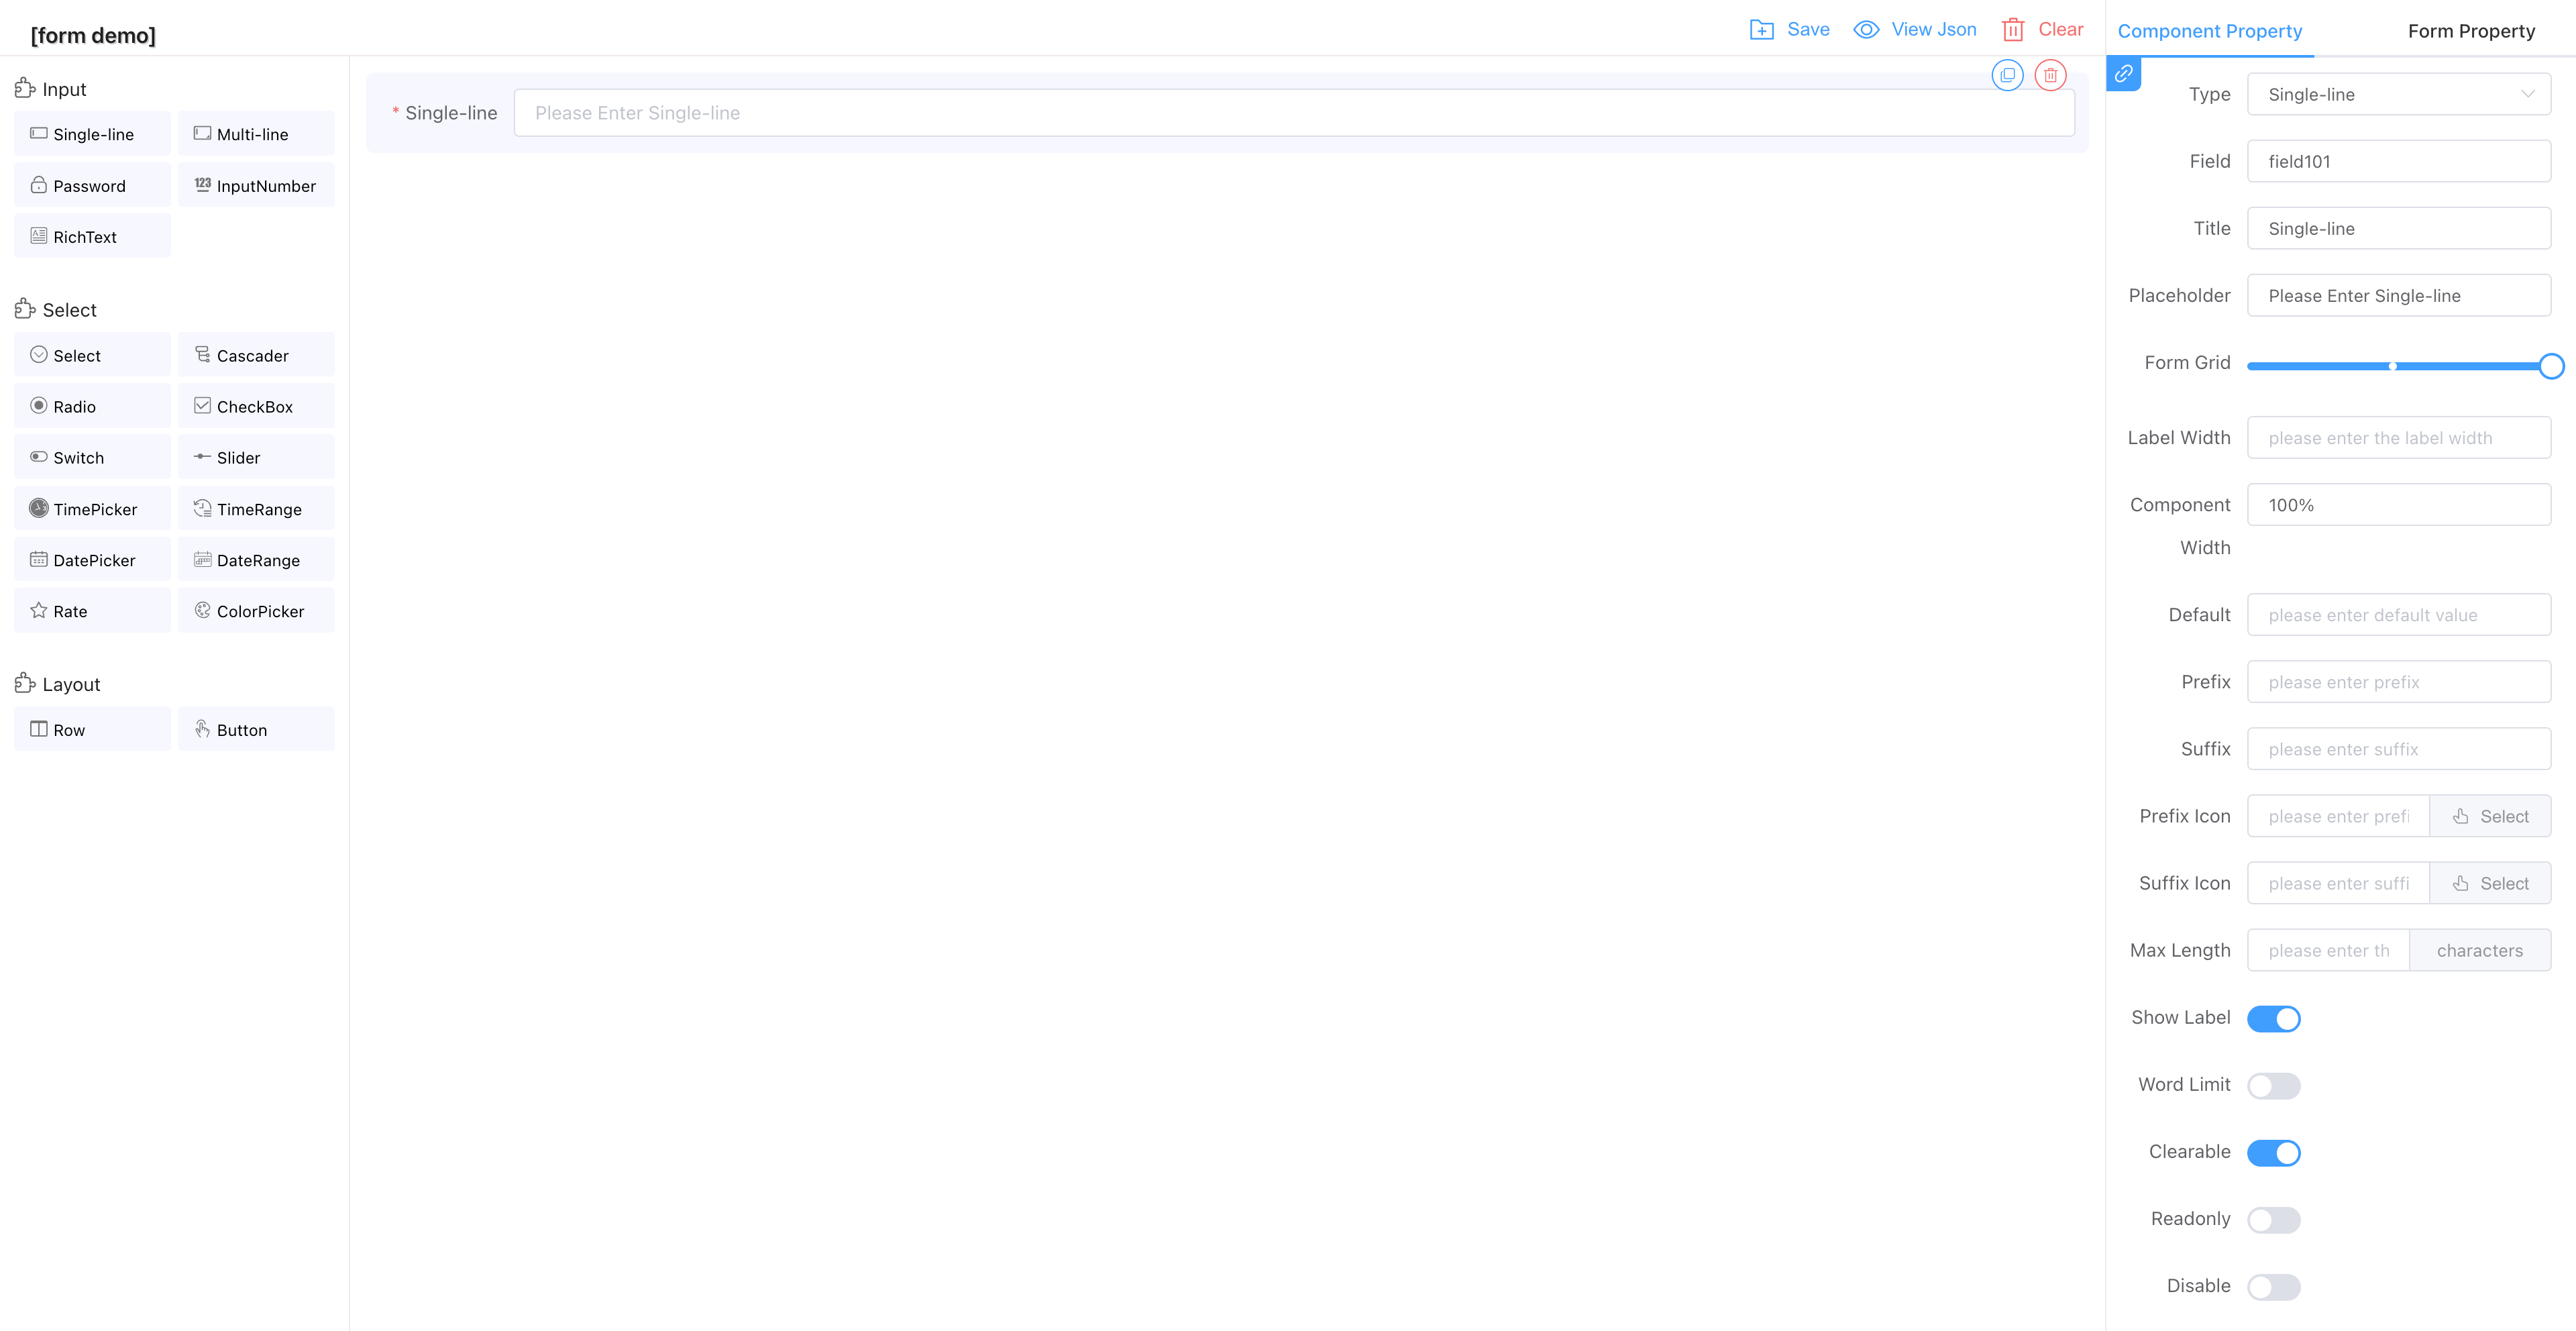 [form demo]
Save
View Json
Clear
Component Property
Form Property
Input
Single-line
Multi-line
Password
123 InputNumber
RichText
Select
Select
Cascader
Radio
CheckBox
Switch
Slider
TimePicker
TimeRange
DatePicker
DateRange
Rate
ColorPicker
Layout
Row
Button
* Single-line
Please Enter Single-line
Type
Single-line
Field
field101
Title
Single-line
Placeholder
Please Enter Single-line
Form Grid
Label Width
please enter the label width
Component
Width
100%
Default
please enter default value
Prefix
please enter prefix
Suffix
please enter suffix
Prefix Icon
please enter prefi
Select
Suffix Icon
please enter suffi
Select
Max Length
please enter th
characters
Show Label
Word Limit
Clearable
Readonly
Disable